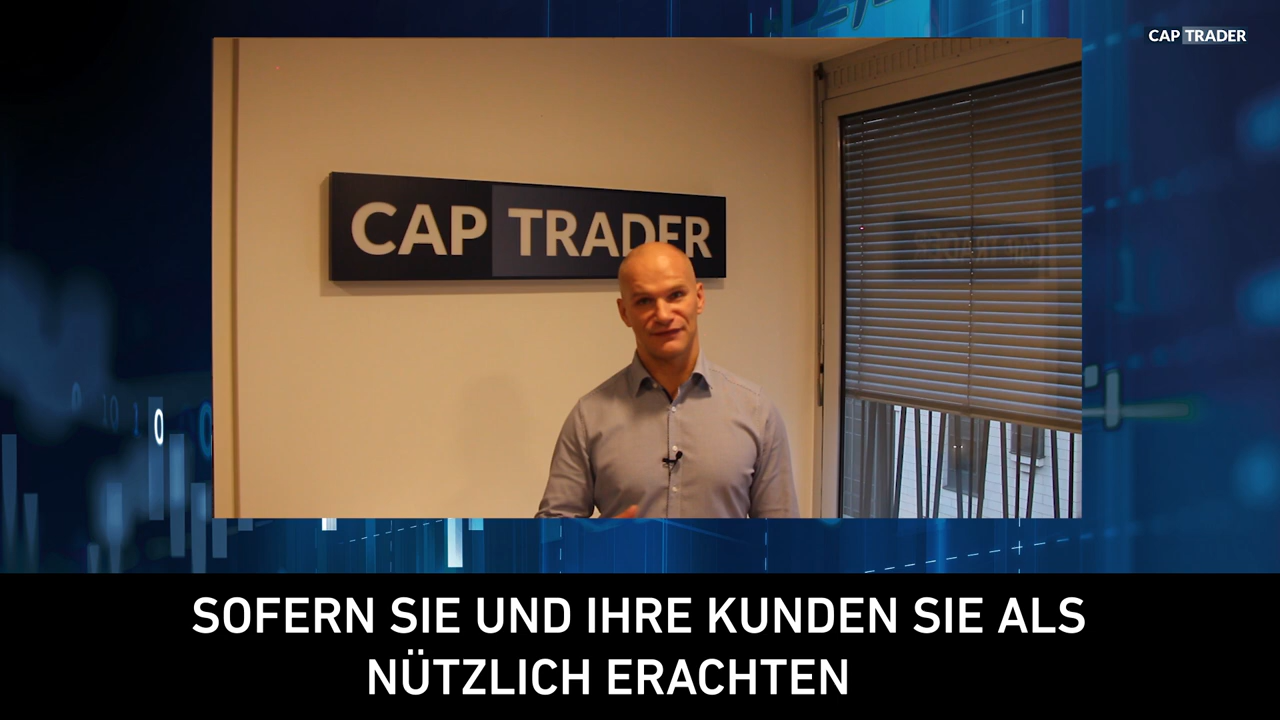 CAP TRADER
CAP TRADER
SOFERN SIE UND IHRE KUNDEN SIE ALS
NÜTZLICH ERACHTEN